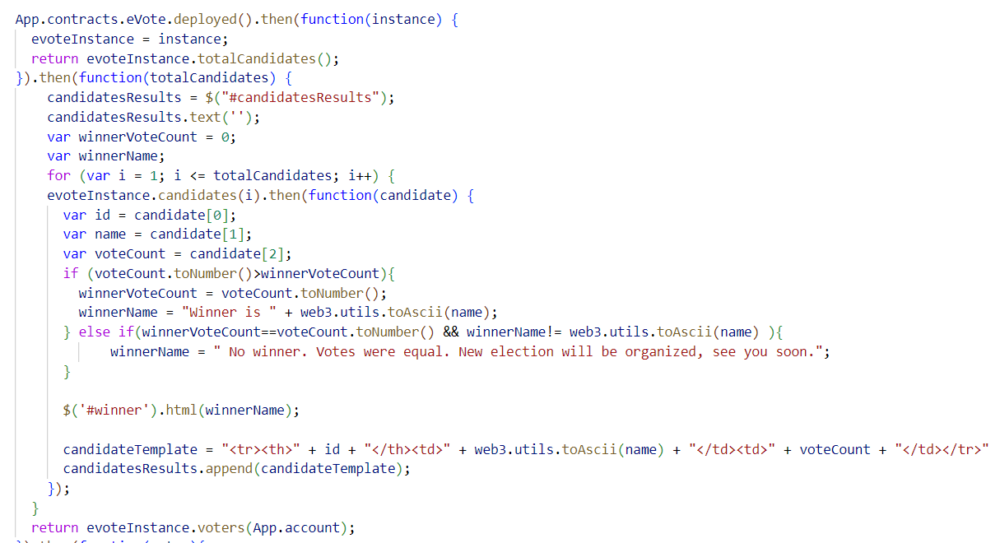 App.contracts.eVote.deployed().then(function(instance) {
  evoteInstance = instance;
  return evoteInstance.totalCandidates();
}).then(function(totalCandidates) {
    candidatesResults = $("#candidatesResults");
    candidatesResults.text('');
    var winnerVoteCount = 0;
    var winnerName;
    for (var i = 1; i <= totalCandidates; i++) {
    evoteInstance.candidates(i).then(function(candidate) {
      var id = candidate[0];
      var name = candidate[1];
      var voteCount = candidate[2];
      if (voteCount.toNumber()>winnerVoteCount){
        winnerVoteCount = voteCount.toNumber();
        winnerName = "Winner is " + web3.utils.toAscii(name);
      } else if(winnerVoteCount==voteCount.toNumber() && winnerName!= web3.utils.toAscii(name) ){
            winnerName = " No winner. Votes were equal. New election will be organized, see you soon.";
      }

      $('#winner').html(winnerName);

      candidateTemplate = "<tr><th>" + id + "</th><td>" + web3.utils.toAscii(name) + "</td><td>" + voteCount + "</td></tr>"
      candidatesResults.append(candidateTemplate);
    });
  }
  return evoteInstance.voters(App.account);